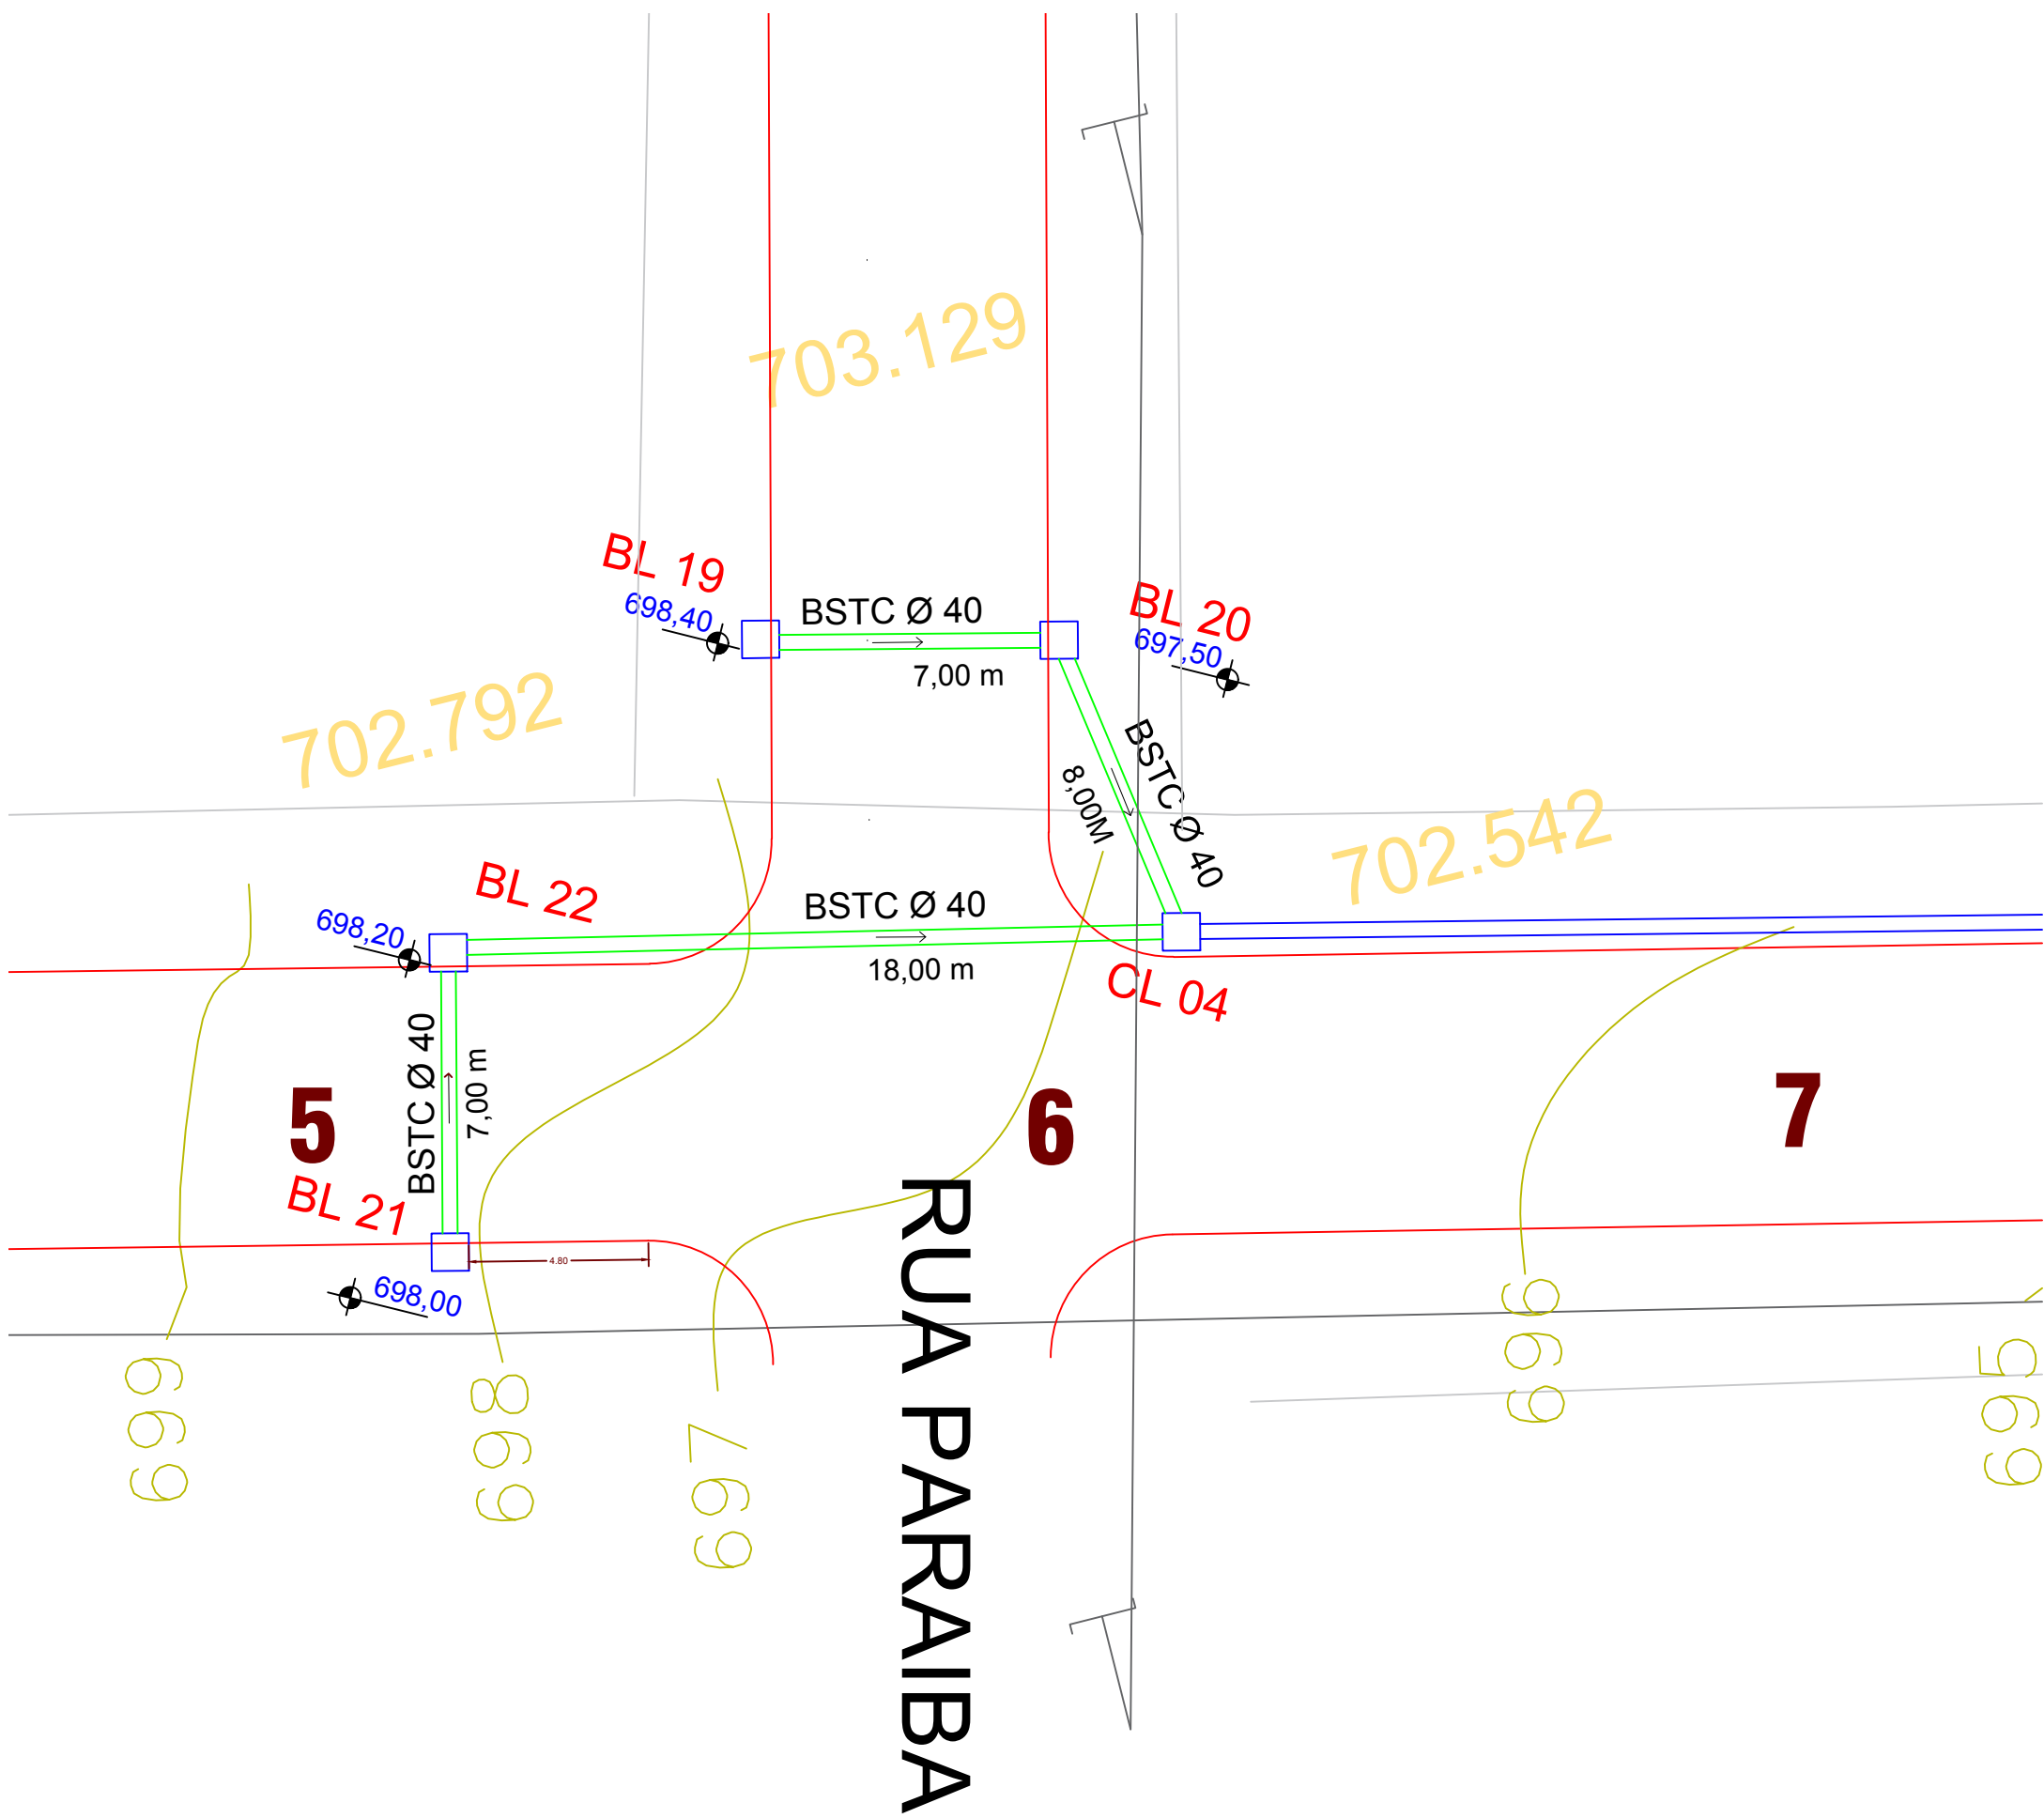 703.129
BL 19
698,40
BSTC Ø 40
7,00 m
BL 20
697,50
702.792
BSTC Ø 40
8,00M
702.542
BL 22
698,20
BSTC Ø 40
18,00 m
CL 04
BSTC Ø 40
7,00 m
5
6
7
BL 21
4.80
698,00
RUA PARAIBA
699
698
697
696
695